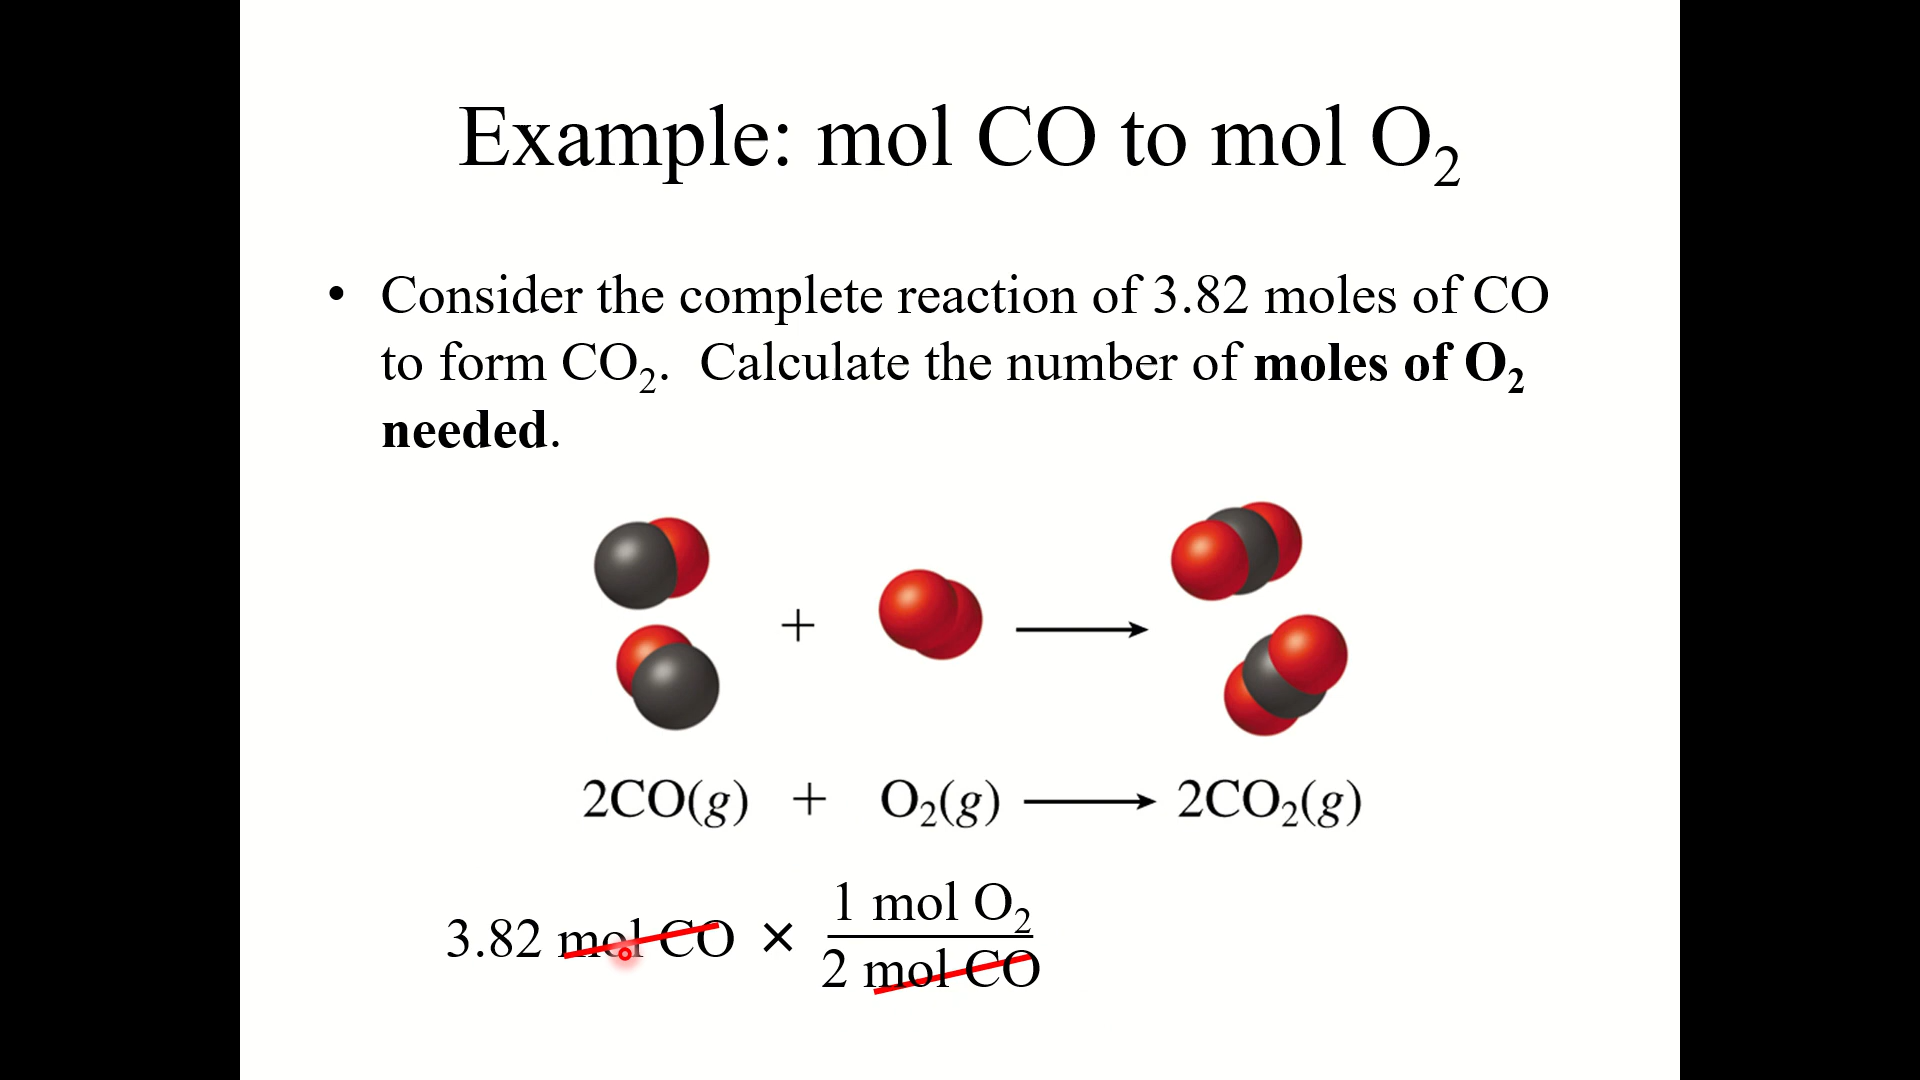 Example: mol CO to mol O₂
• Consider the complete reaction of 3.82 moles of CO
to form CO₂. Calculate the number of moles of O₂
needed.
+
2CO(g) + O₂(g) ⟶ 2CO₂(g)
3.82 mol CO × 1 mol O₂ / 2 mol CO